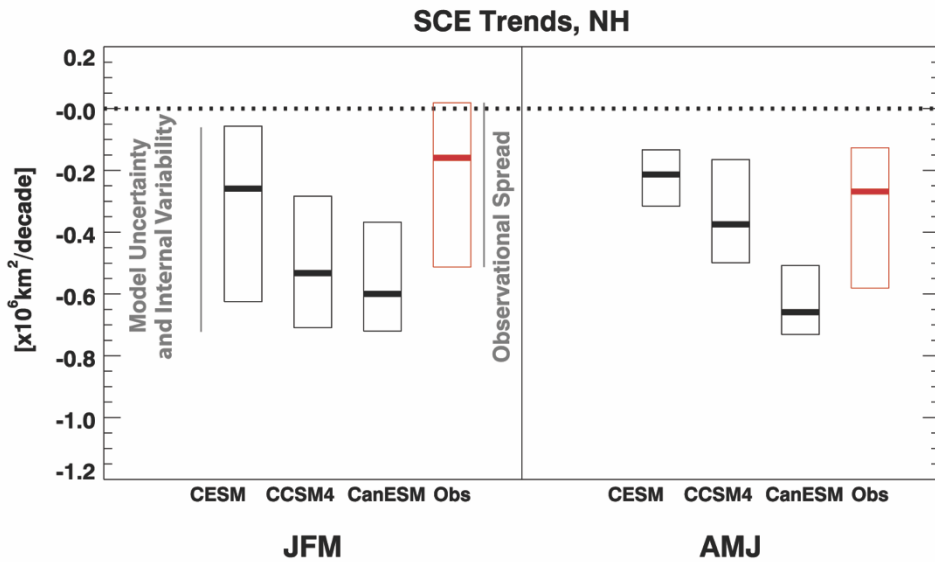 SCE Trends, NH
[x10⁶km²/decade]
0.2
-0.0
-0.2
-0.4
-0.6
-0.8
-1.0
-1.2
Model Uncertainty
and Internal Variability
Observational Spread
CESM CCSM4 CanESM Obs
CESM CCSM4 CanESM Obs
JFM
AMJ